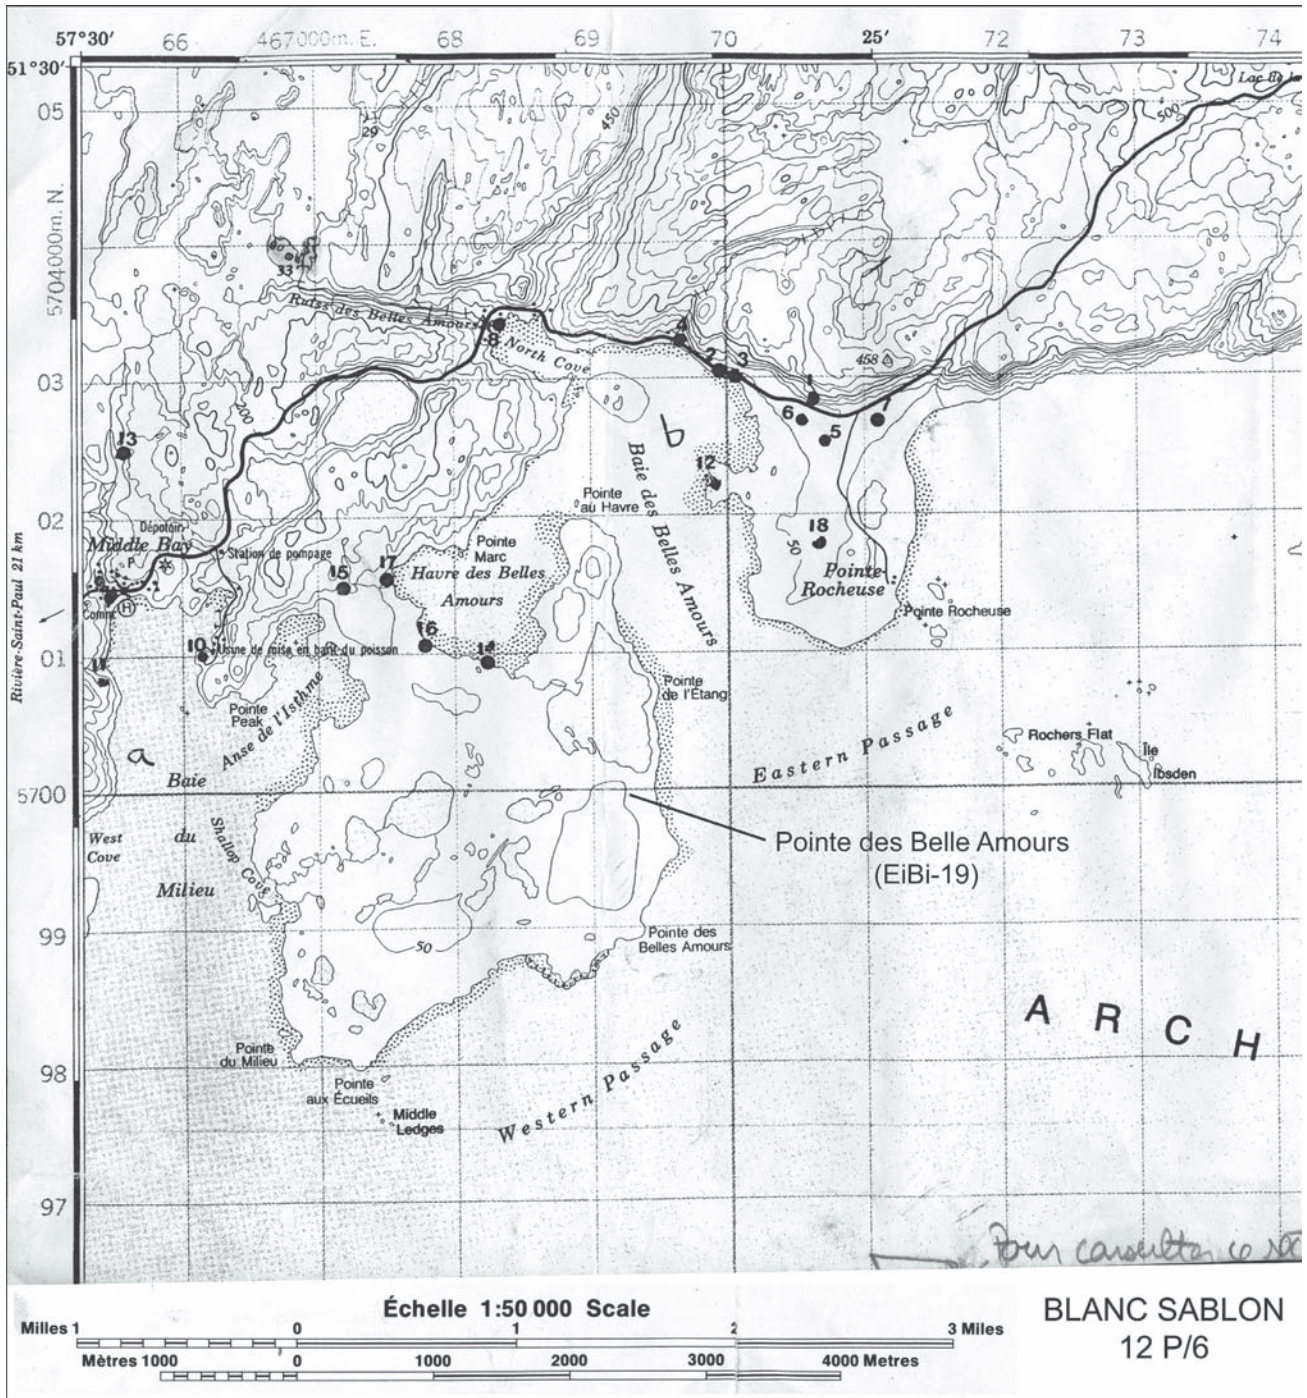 57°30' 66 467000m. E. 68 69 70 25' 72 73 74
51°30'
Lac de la
05
29
450
500
5704000m. N.
33
Ruiss des Belles Amours
8
North Cove
4
2
3
458
1
03
6
5
7
400
13
b
12
Baie des Belles Amours
Pointe
au Havre
02
Dépotoir
Middle Bay
P
Station de pompage
Pointe
Marc
18
50
15
17
Havre des Belles
Amours
Pointe
Rocheuse
9
H
Comm
Pointe Rocheuse
Rivière-Saint-Paul 21 km
16
14
01
10
Usine de mise en baril du poisson
11
Pointe
de l'Étang
Pointe
Peak
Anse de l'Isthme
a
Baie
du
Milieu
Eastern Passage
Rochers Flat
Île
Ibsden
5700
West
Cove
Shallop Cove
Pointe des Belle Amours
(EiBi-19)
99
50
Pointe des
Belles Amours
A R C H
Pointe
du Milieu
98
Pointe
aux Écueils
Middle
Ledges
Western Passage
97
Pour consulter
Échelle 1:50 000 Scale
Milles 1 0 1 2 3 Miles
Mètres 1000 0 1000 2000 3000 4000 Metres
BLANC SABLON
12 P/6